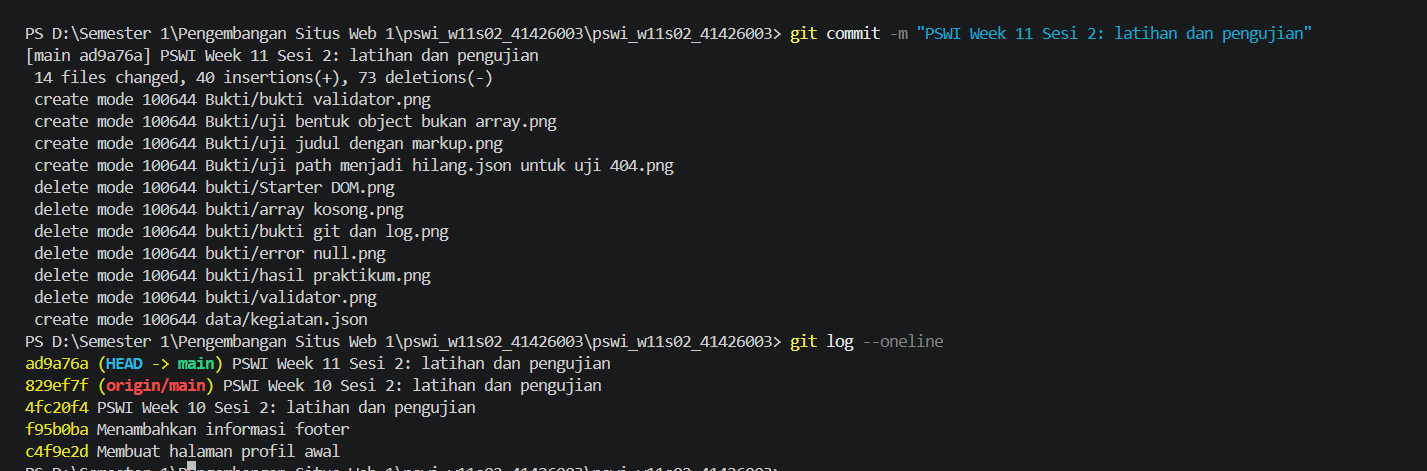 PS D:\Semester 1\Pengembangan Situs Web 1\pswi_w11s02_41426003\pswi_w11s02_41426003> git commit -m "PSWI Week 11 Sesi 2: latihan dan pengujian"
[main ad9a76a] PSWI Week 11 Sesi 2: latihan dan pengujian
 14 files changed, 40 insertions(+), 73 deletions(-)
 create mode 100644 Bukti/bukti validator.png
 create mode 100644 Bukti/uji bentuk object bukan array.png
 create mode 100644 Bukti/uji judul dengan markup.png
 create mode 100644 Bukti/uji path menjadi hilang.json untuk uji 404.png
 delete mode 100644 bukti/Starter DOM.png
 delete mode 100644 bukti/array kosong.png
 delete mode 100644 bukti/bukti git dan log.png
 delete mode 100644 bukti/error null.png
 delete mode 100644 bukti/hasil praktikum.png
 delete mode 100644 bukti/validator.png
 create mode 100644 data/kegiatan.json
PS D:\Semester 1\Pengembangan Situs Web 1\pswi_w11s02_41426003\pswi_w11s02_41426003> git log --oneline
ad9a76a (HEAD -> main) PSWI Week 11 Sesi 2: latihan dan pengujian
829ef7f (origin/main) PSWI Week 10 Sesi 2: latihan dan pengujian
4fc20f4 PSWI Week 10 Sesi 2: latihan dan pengujian
f95b0ba Menambahkan informasi footer
c4f9e2d Membuat halaman profil awal
PS D:\Semester 1\Pengembangan Situs Web 1\pswi_w11s02_41426003\pswi_w11s02_41426003>